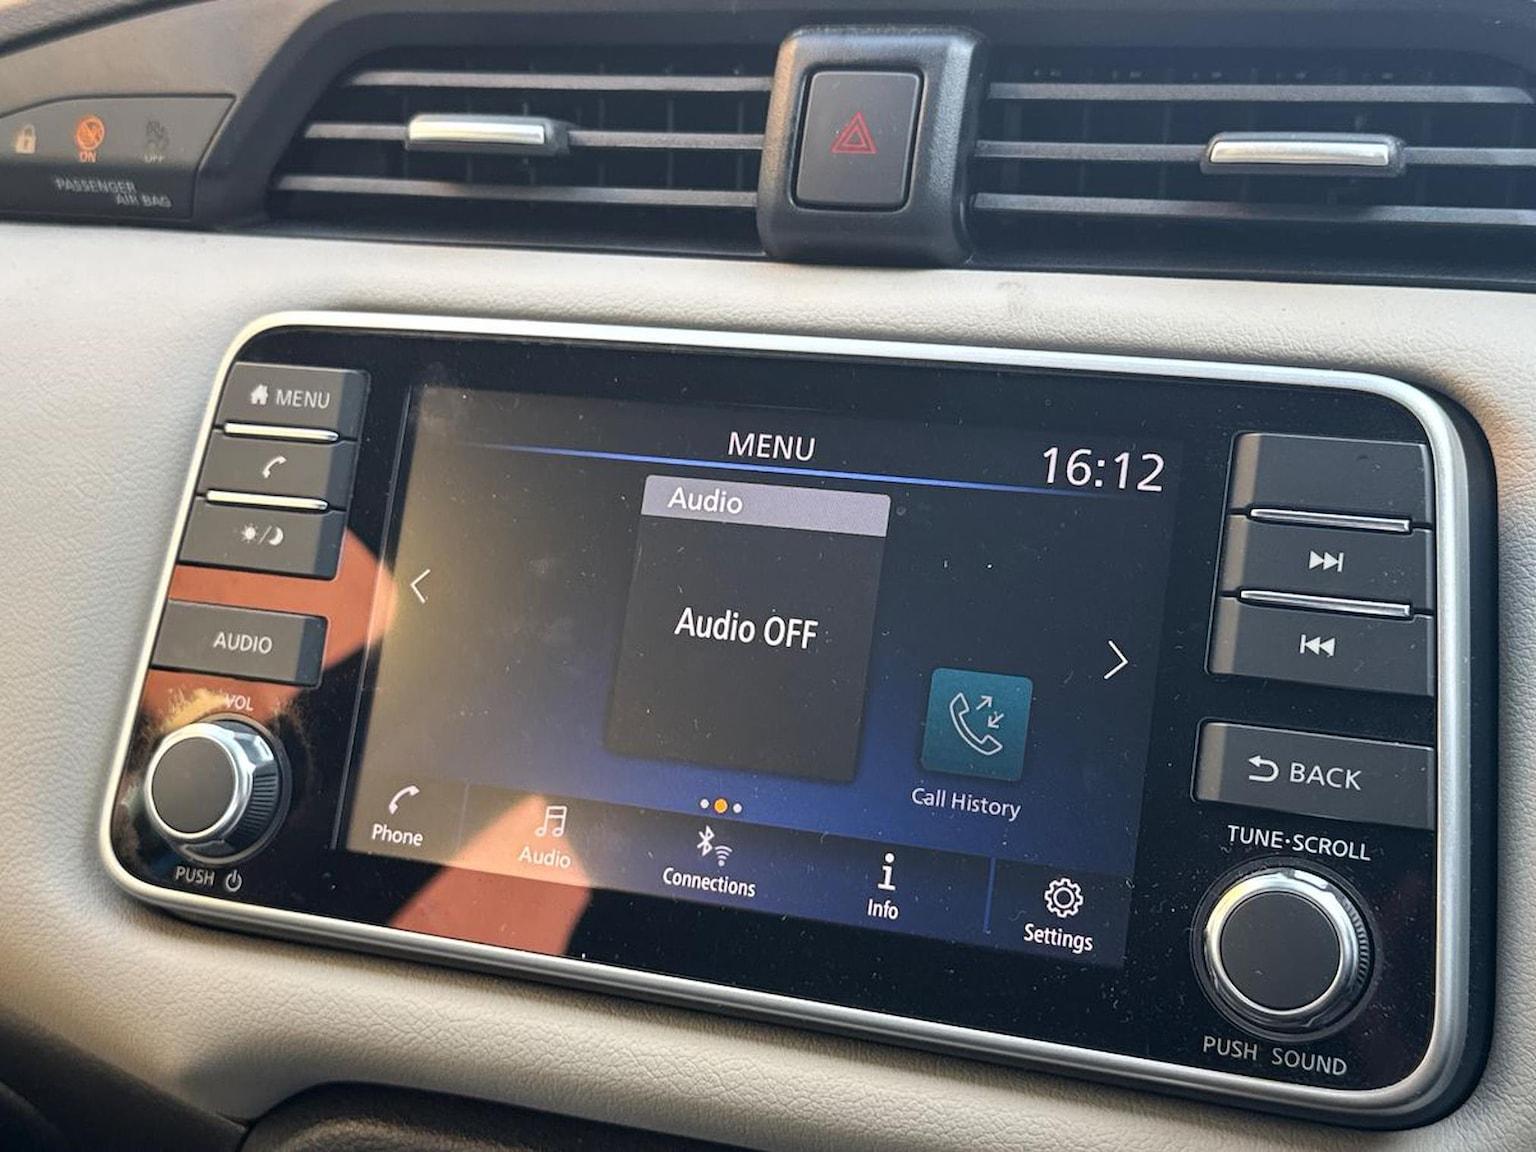 ON
OFF
PASSENGER
AIR BAG
MENU
MENU
16:12
Audio
Audio OFF
AUDIO
VOL
PUSH
Call History
Phone
Audio
Connections
Info
Settings
BACK
TUNE·SCROLL
PUSH SOUND